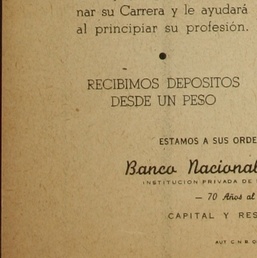 nar su Carrera y le ayudará
al principiar su profesión.
RECIBIMOS DEPOSITOS
DESDE UN PESO
ESTAMOS A SUS ORDE
Banco Nacional
INSTITUCION PRIVADA DE
— 70 Años al
CAPITAL Y RES
AUT C.N.B. O